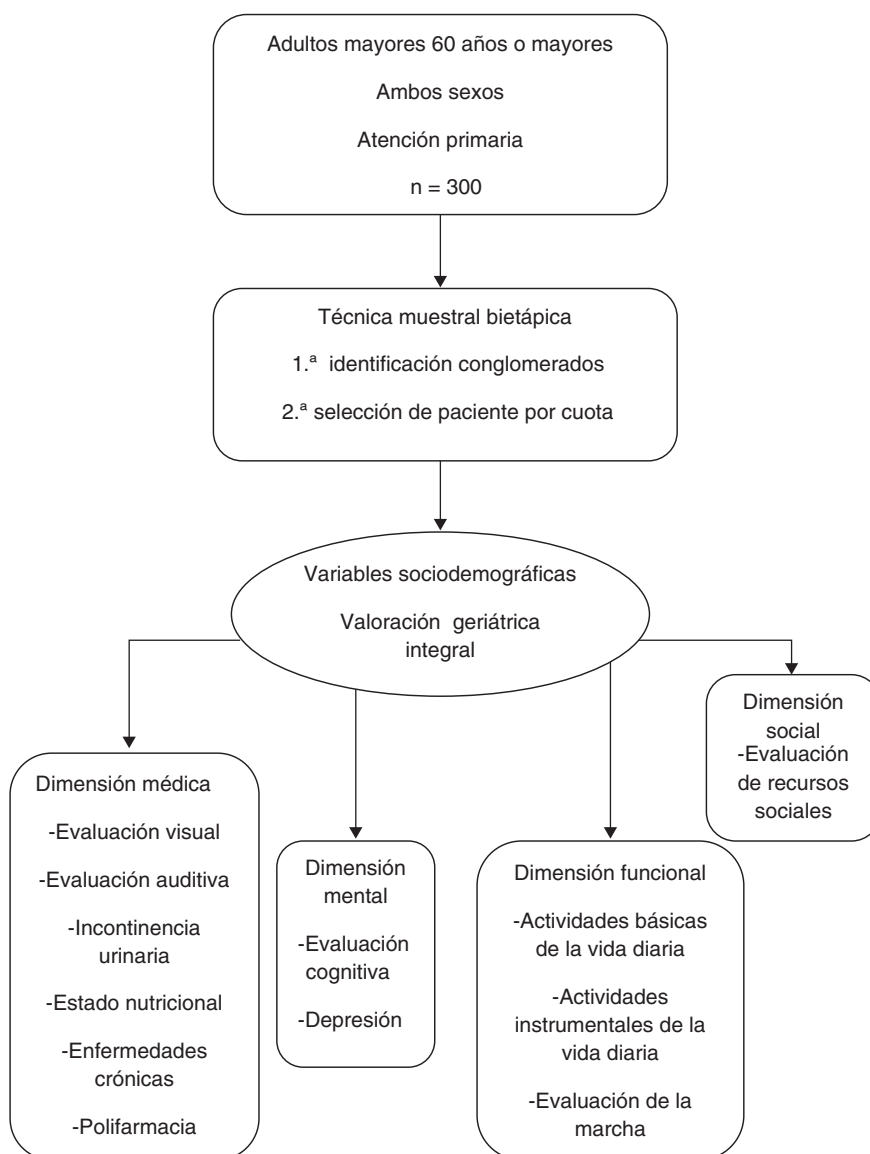 Adultos mayores 60 años o mayores
Ambos sexos
Atención primaria
n = 300
Técnica muestral bietápica
1.ª identificación conglomerados
2.ª selección de paciente por cuota
Variables sociodemográficas
Valoración geriátrica
integral
Dimensión médica
-Evaluación visual
-Evaluación auditiva
-Incontinencia
urinaria
-Estado nutricional
-Enfermedades
crónicas
-Polifarmacia
Dimensión
mental
-Evaluación
cognitiva
-Depresión
Dimensión funcional
-Actividades básicas
de la vida diaria
-Actividades
instrumentales de la
vida diaria
-Evaluación de la
marcha
Dimensión
social
-Evaluación
de recursos
sociales